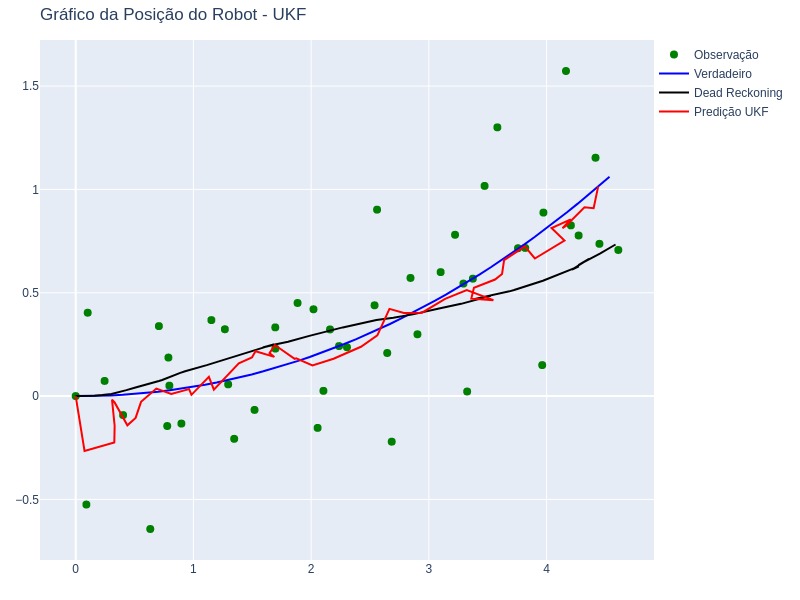 Gráfico da Posição do Robot - UKF
Observação
Verdadeiro
Dead Reckoning
Predição UKF
1.5
1
0.5
0
−0.5
0 1 2 3 4